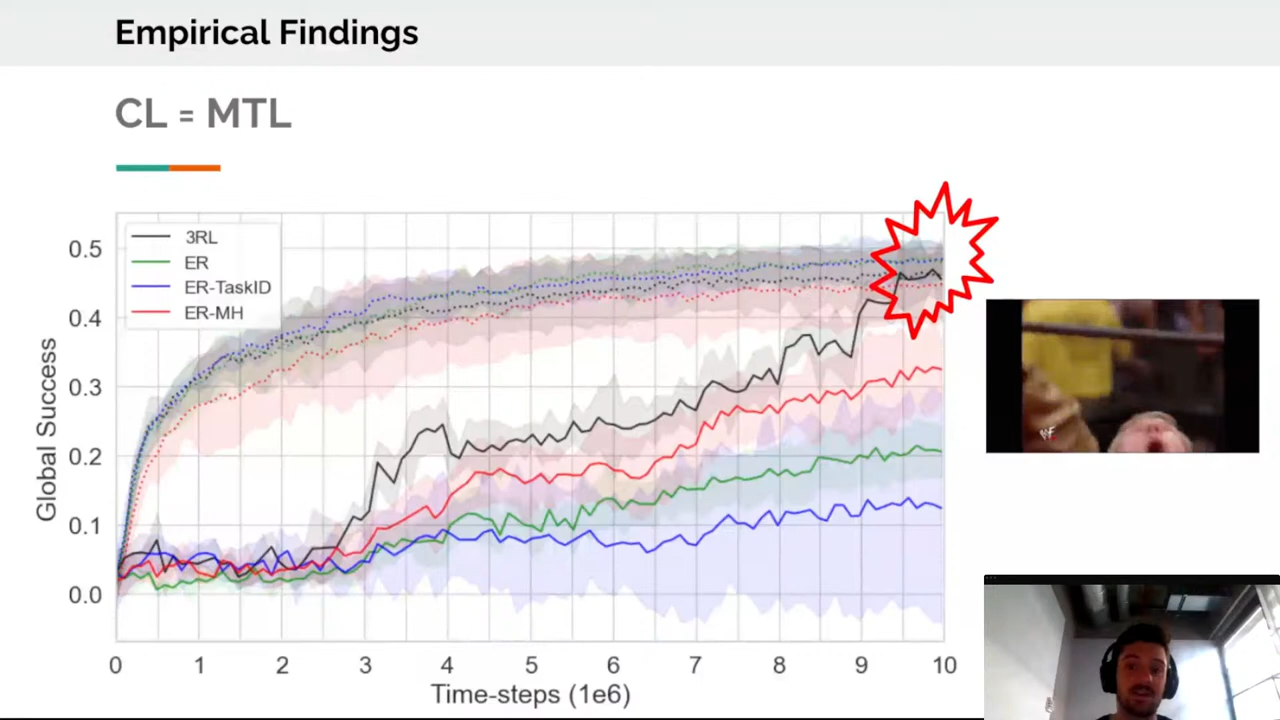 Empirical Findings
CL = MTL
3RL
ER
ER-TaskID
ER-MH
Global Success
0.5
0.4
0.3
0.2
0.1
0.0
0 1 2 3 4 5 6 7 8 9 10
Time-steps (1e6)